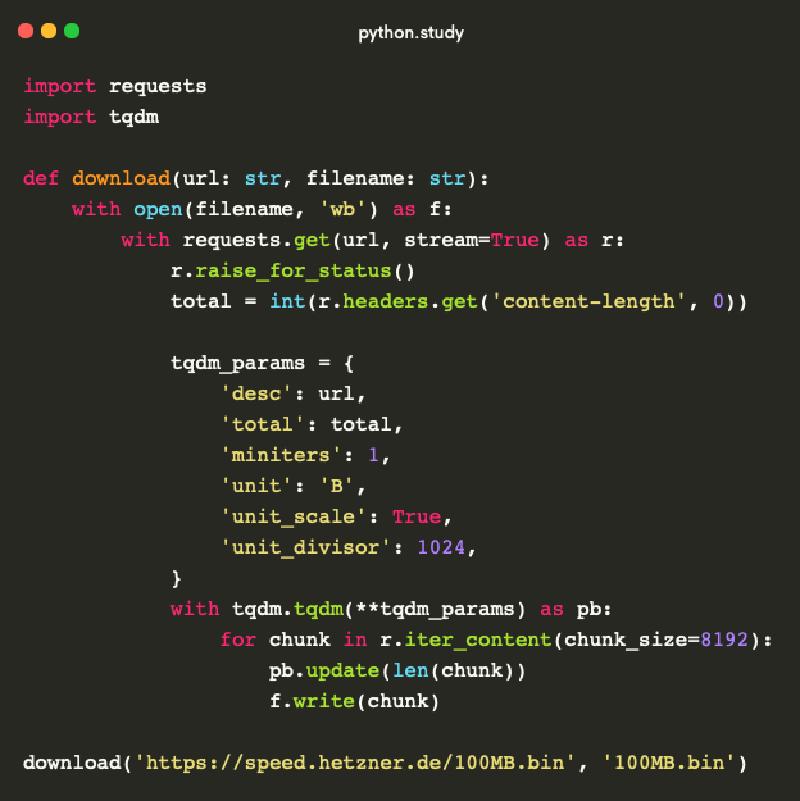 python.study
import requests
import tqdm
def download(url: str, filename: str):
    with open(filename, 'wb') as f:
        with requests.get(url, stream=True) as r:
            r.raise_for_status()
            total = int(r.headers.get('content-length', 0))
            tqdm_params = {
                'desc': url,
                'total': total,
                'miniters': 1,
                'unit': 'B',
                'unit_scale': True,
                'unit_divisor': 1024,
            }
            with tqdm.tqdm(**tqdm_params) as pb:
                for chunk in r.iter_content(chunk_size=8192):
                    pb.update(len(chunk))
                    f.write(chunk)
download('https://speed.hetzner.de/100MB.bin', '100MB.bin')